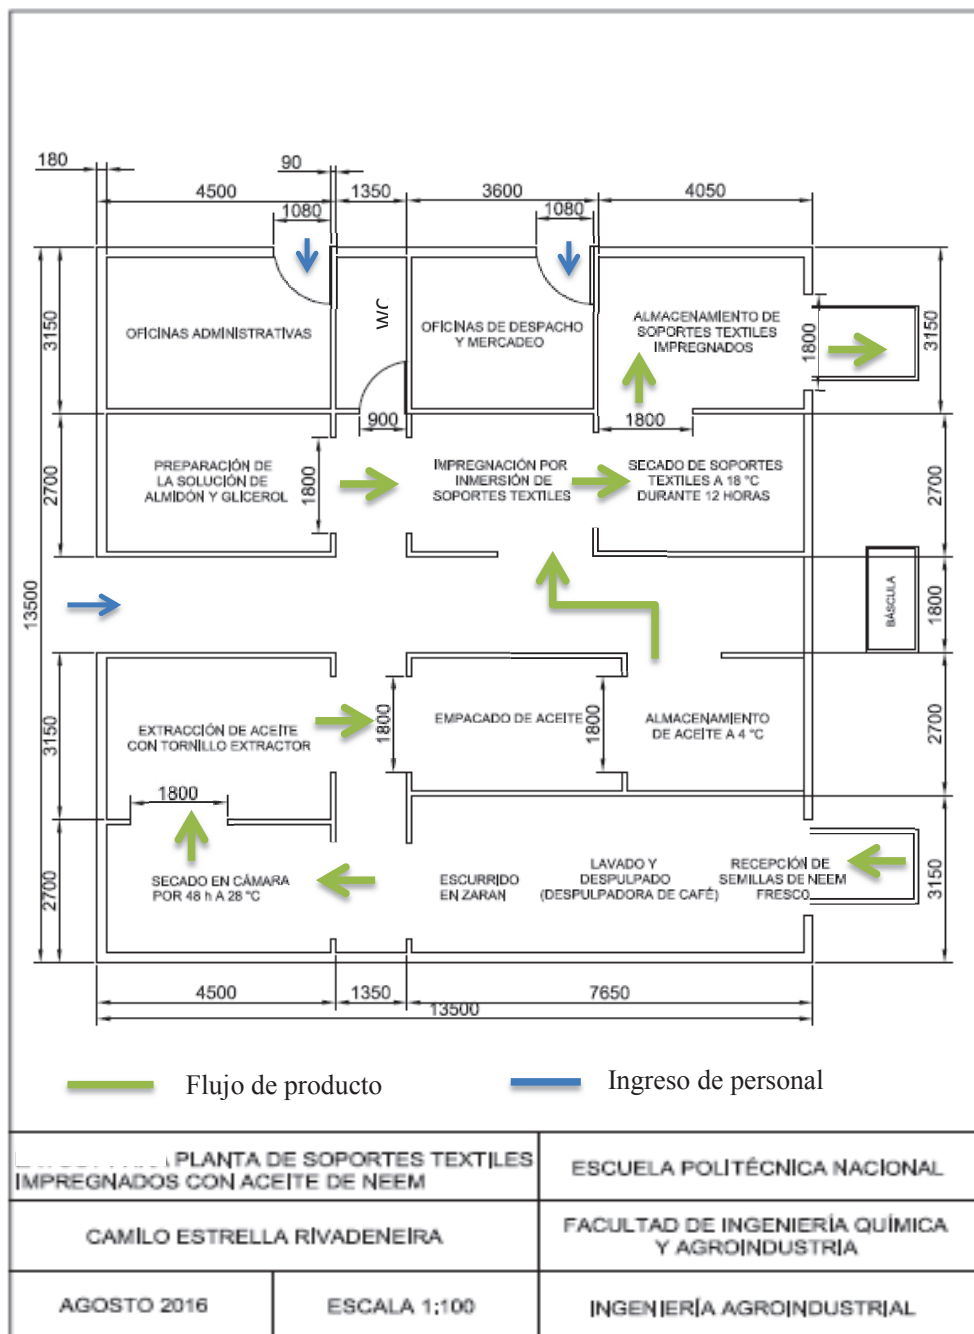 180
90
4500
1350
3600
4050
1080
1080
3150
OFICINAS ADMINISTRATIVAS
WC
OFICINAS DE DESPACHO
Y MERCADEO
ALMACENAMIENTO DE
SOPORTES TEXTILES
IMPREGNADOS
1800
3150
900
1800
2700
PREPARACIÓN DE
LA SOLUCIÓN DE
ALMIDÓN Y GLICEROL
1800
IMPREGNACIÓN POR
INMERSIÓN DE
SOPORTES TEXTILES
SECADO DE SOPORTES
TEXTILES A 18 °C
DURANTE 12 HORAS
2700
13500
BÁSCULA
1800
3150
EXTRACCIÓN DE ACEITE
CON TORNILLO EXTRACTOR
1800
EMPACADO DE ACEITE
1800
ALMACENAMIENTO
DE ACEITE A 4 °C
2700
1800
2700
SECADO EN CÁMARA
POR 48 h A 28 °C
ESCURRIDO
EN ZARAN
LAVADO Y
DESPULPADO
(DESPULPADORA DE CAFÉ)
RECEPCIÓN DE
SEMILLAS DE NEEM
FRESCO
3150
4500
1350
7650
13500
Flujo de producto
Ingreso de personal
PLANTA DE SOPORTES TEXTILES
IMPREGNADOS CON ACEITE DE NEEM
ESCUELA POLITÉCNICA NACIONAL
CAMILO ESTRELLA RIVADENEIRA
FACULTAD DE INGENIERÍA QUÍMICA
Y AGROINDUSTRIA
AGOSTO 2016
ESCALA 1:100
INGENIERÍA AGROINDUSTRIAL